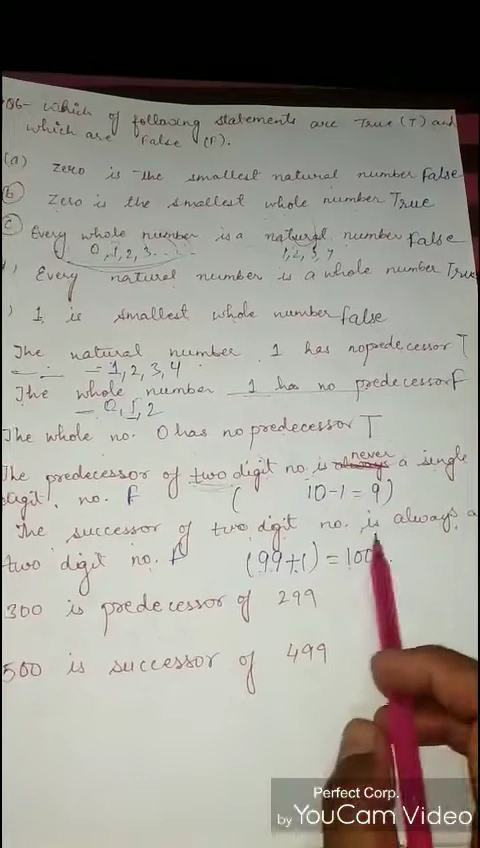 Q6- Which of following statements are True (T) and
which are False (F).
(a) Zero is the smallest natural number False
(b) Zero is the smallest whole number True
(c) Every whole number is a natural number False
0, 1, 2, 3. 1, 2, 3, 4
) Every natural number is a whole number True
) 1 is smallest whole number false
The natural number 1 has no predecessor T
1, 2, 3, 4
The whole number 1 has no predecessor F
0, 1, 2
The whole no. 0 has no predecessor T
never
The predecessor of two digit no. is always a single
digit. no. F ( 10-1 = 9)
The successor of two digit no. is always a
two digit no. F (99+1) = 100
300 is predecessor of 299
500 is successor of 499
Perfect Corp.
by YouCam Video